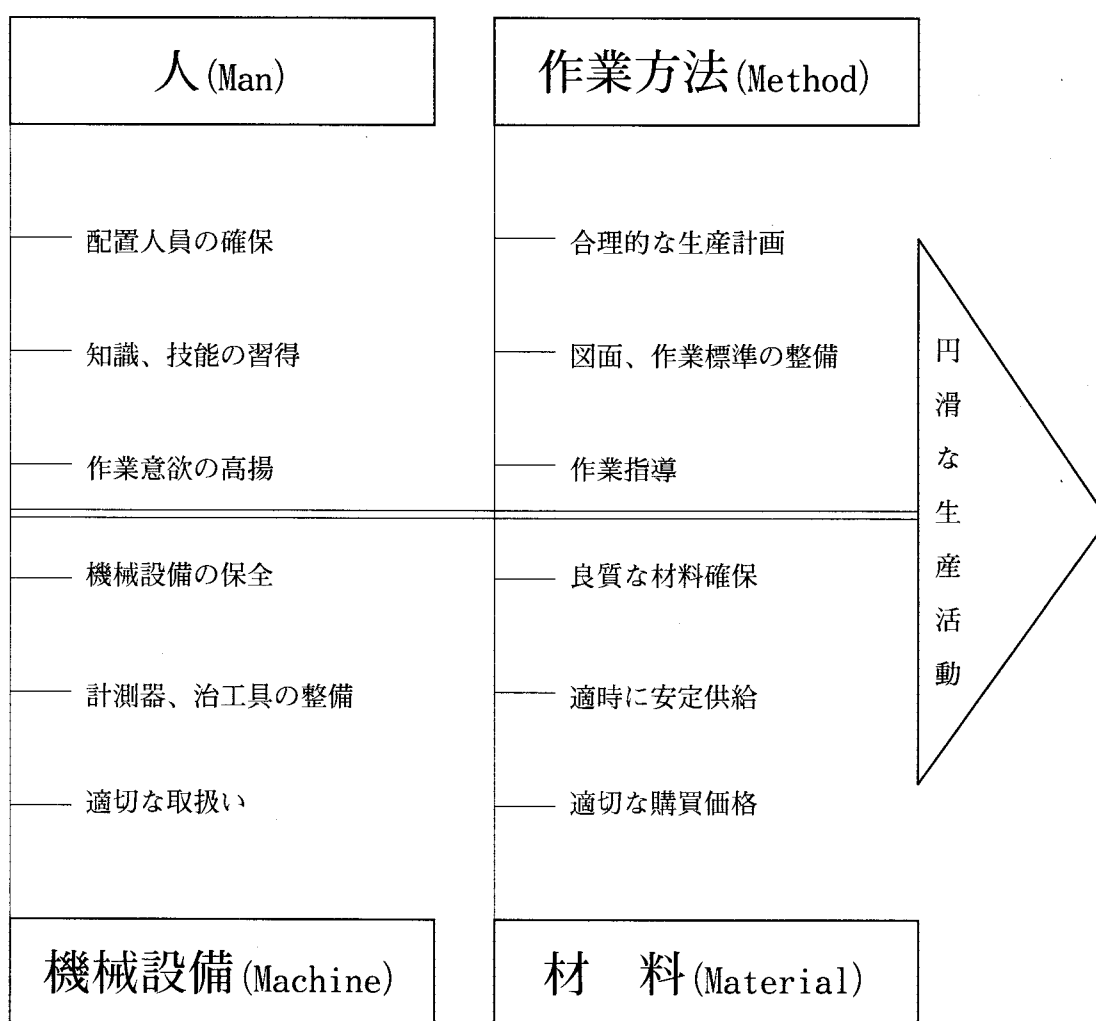 人(Man)
作業方法(Method)
配置人員の確保
知識、技能の習得
作業意欲の高揚
合理的な生産計画
図面、作業標準の整備
作業指導
機械設備の保全
計測器、治工具の整備
適切な取扱い
良質な材料確保
適時に安定供給
適切な購買価格
機械設備(Machine)
材　料(Material)
円滑な生産活動